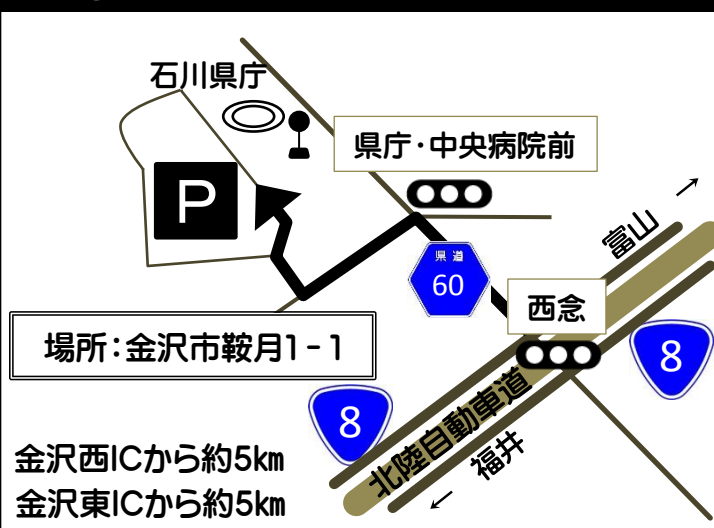 石川県庁
県庁・中央病院前
P
富山
→
県道
60
西念
場所：金沢市鞍月1-1
8
8
北陸自動車道
福井
←
金沢西ICから約5km
金沢東ICから約5km